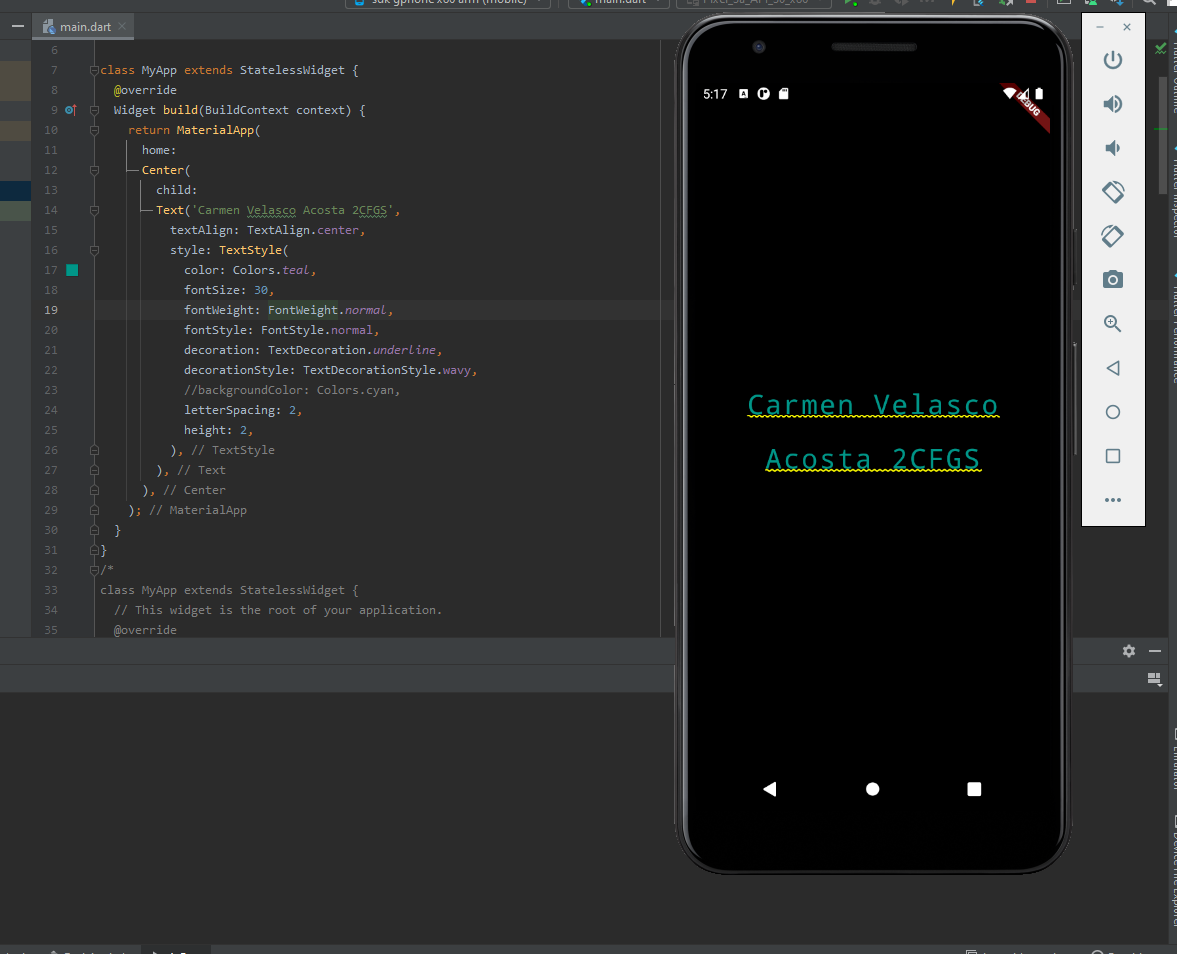 main.dart
6
7 class MyApp extends StatelessWidget {
8 @override
9 Widget build(BuildContext context) {
10 return MaterialApp(
11 home:
12 Center(
13 child:
14 Text('Carmen Velasco Acosta 2CFGS',
15 textAlign: TextAlign.center,
16 style: TextStyle(
17 color: Colors.teal,
18 fontSize: 30,
19 fontWeight: FontWeight.normal,
20 fontStyle: FontStyle.normal,
21 decoration: TextDecoration.underline,
22 decorationStyle: TextDecorationStyle.wavy,
23 //backgroundColor: Colors.cyan,
24 letterSpacing: 2,
25 height: 2,
26 ), // TextStyle
27 ), // Text
28 ), // Center
29 ); // MaterialApp
30 }
31 }
32 /*
33 class MyApp extends StatelessWidget {
34 // This widget is the root of your application.
35 @override
5:17
DEBUG
Carmen Velasco
Acosta 2CFGS